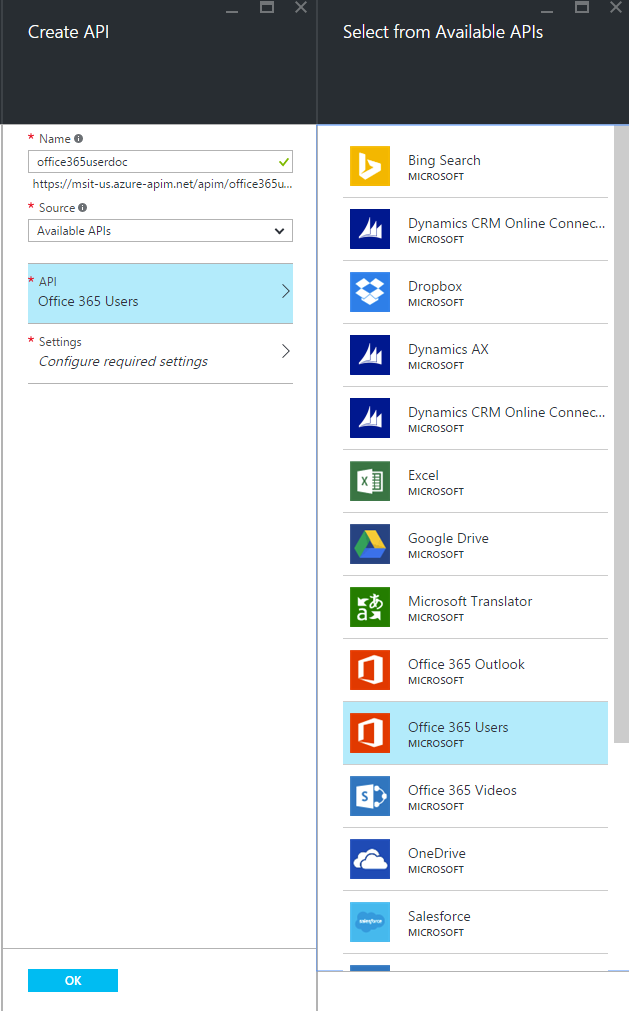 Create API
* Name
office365userdoc
https://msit-us.azure-apim.net/apim/office365u...
* Source
Available APIs
* API
Office 365 Users
* Settings
Configure required settings
OK
Select from Available APIs
Bing Search
MICROSOFT
Dynamics CRM Online Connec...
MICROSOFT
Dropbox
MICROSOFT
Dynamics AX
MICROSOFT
Dynamics CRM Online Connec...
MICROSOFT
Excel
MICROSOFT
Google Drive
MICROSOFT
Microsoft Translator
MICROSOFT
Office 365 Outlook
MICROSOFT
Office 365 Users
MICROSOFT
Office 365 Videos
MICROSOFT
OneDrive
MICROSOFT
salesforce
Salesforce
MICROSOFT